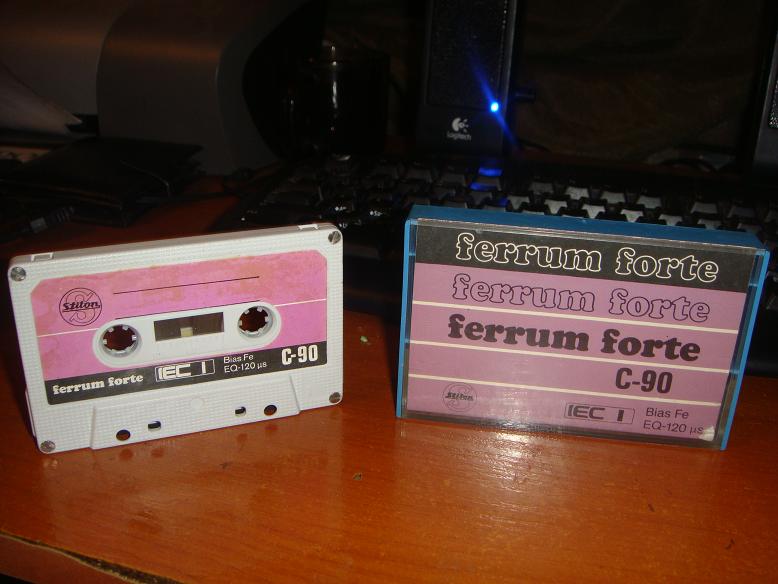 Logitech
Stilon
ferrum forte
IEC I
Bias Fe
EQ-120 µs
C-90
ferrum forte
ferrum forte
ferrum forte
C-90
Stilon
IEC I
Bias Fe
EQ-120 µs